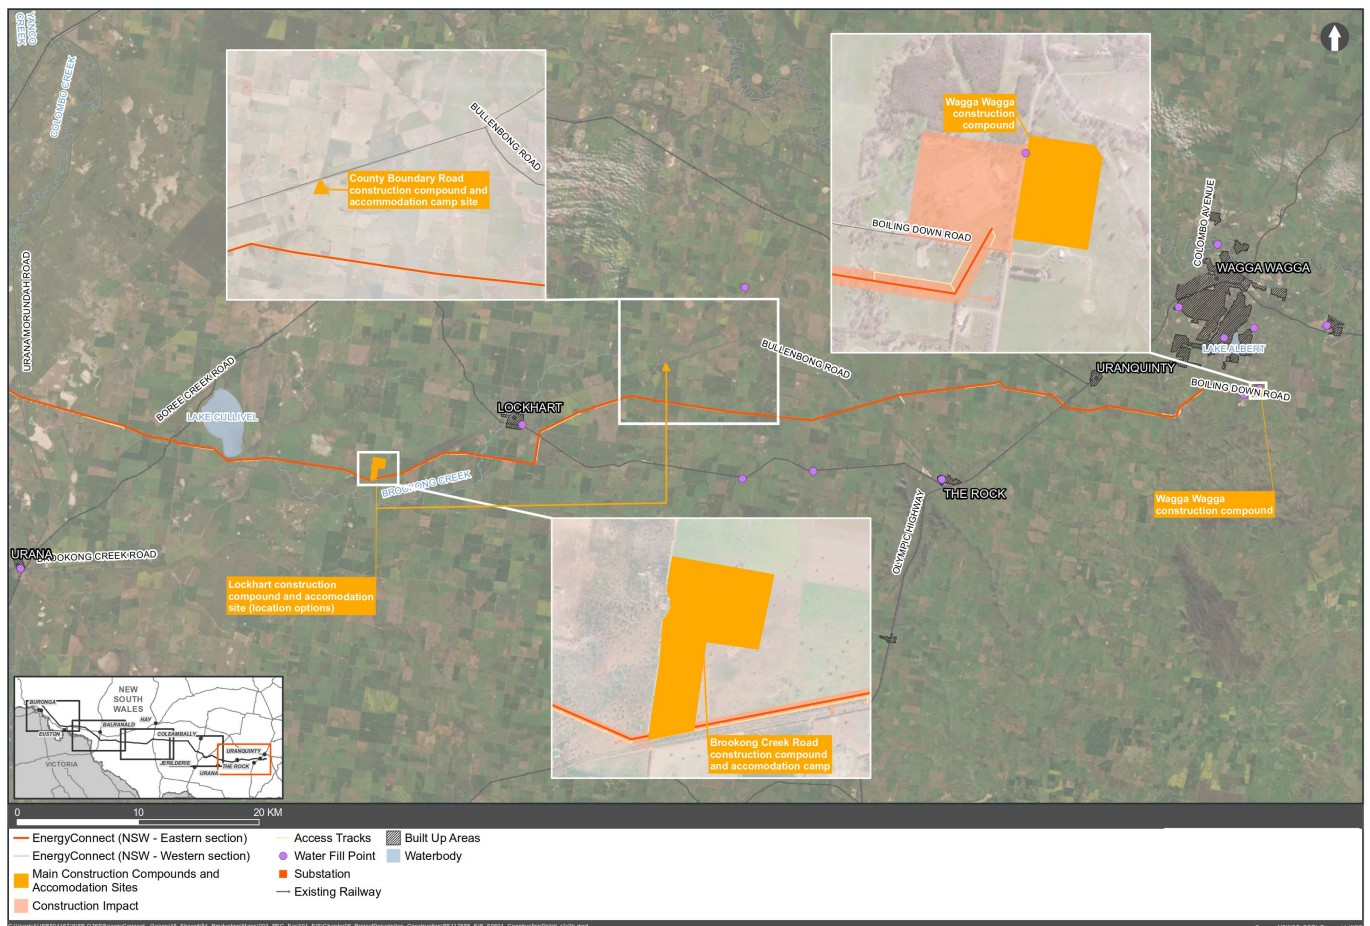 YANCO
CREEK
COLOMBO CREEK
BULLENBONG ROAD
County Boundary Road
construction compound and
accommodation camp site
Wagga Wagga
construction
compound
BOILING DOWN ROAD
COLOMBO AVENUE
WAGGA WAGGA
LAKE ALBERT
URANA MORUNDAH ROAD
BOREE CREEK ROAD
LAKE CULLIVEL
LOCKHART
BULLENBONG ROAD
URANQUINTY
BOILING DOWN ROAD
BROOKONG CREEK
THE ROCK
OLYMPIC HIGHWAY
Wagga Wagga
construction compound
URANA
BROOKONG CREEK ROAD
Lockhart construction
compound and accomodation
site (location options)
Brookong Creek Road
construction compound
and accomodation camp
NEW
SOUTH
WALES
BURONGA
EUSTON
BALRANALD
HAY
COLEAMBALLY
JERILDERIE
URANA
URANQUINTY
THE ROCK
VICTORIA
0 10 20 KM
EnergyConnect (NSW - Eastern section)
EnergyConnect (NSW - Western section)
Main Construction Compounds and
Accomodation Sites
Construction Impact
Access Tracks
Water Fill Point
Substation
Existing Railway
Built Up Areas
Waterbody